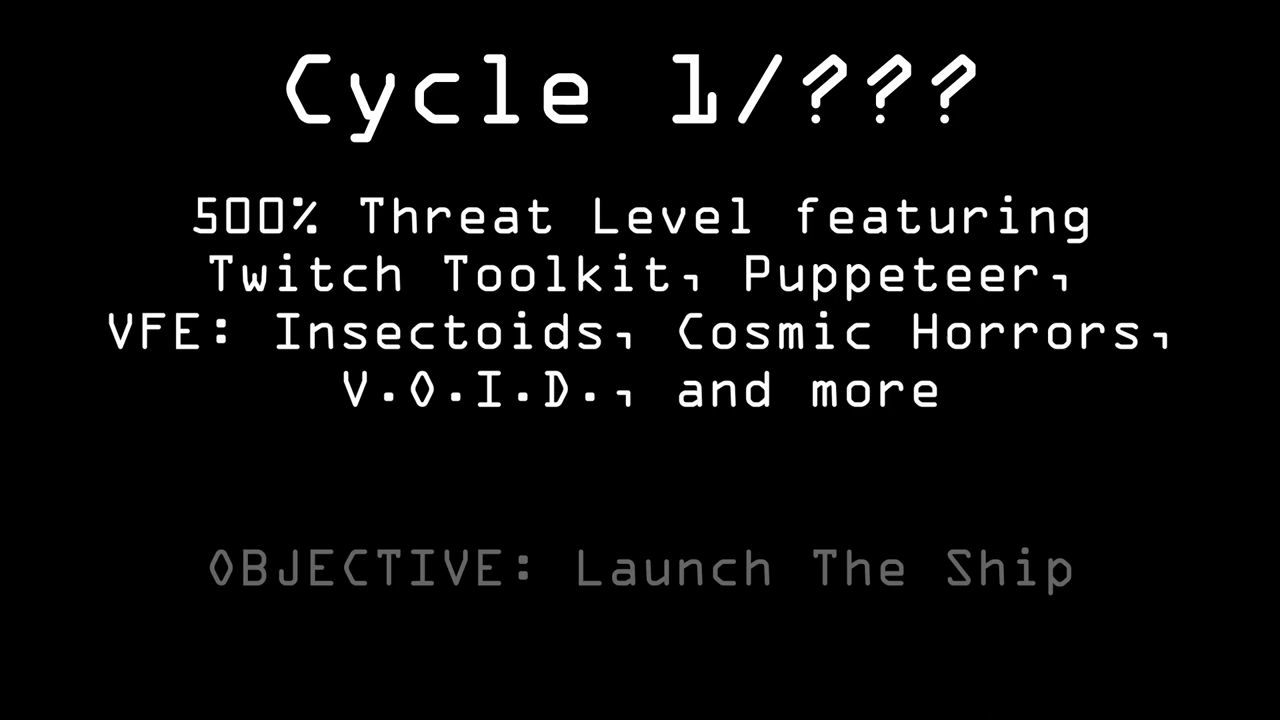 Cycle 1/???
500% Threat Level featuring
Twitch Toolkit, Puppeteer,
VFE: Insectoids, Cosmic Horrors,
V.O.I.D., and more
OBJECTIVE: Launch The Ship